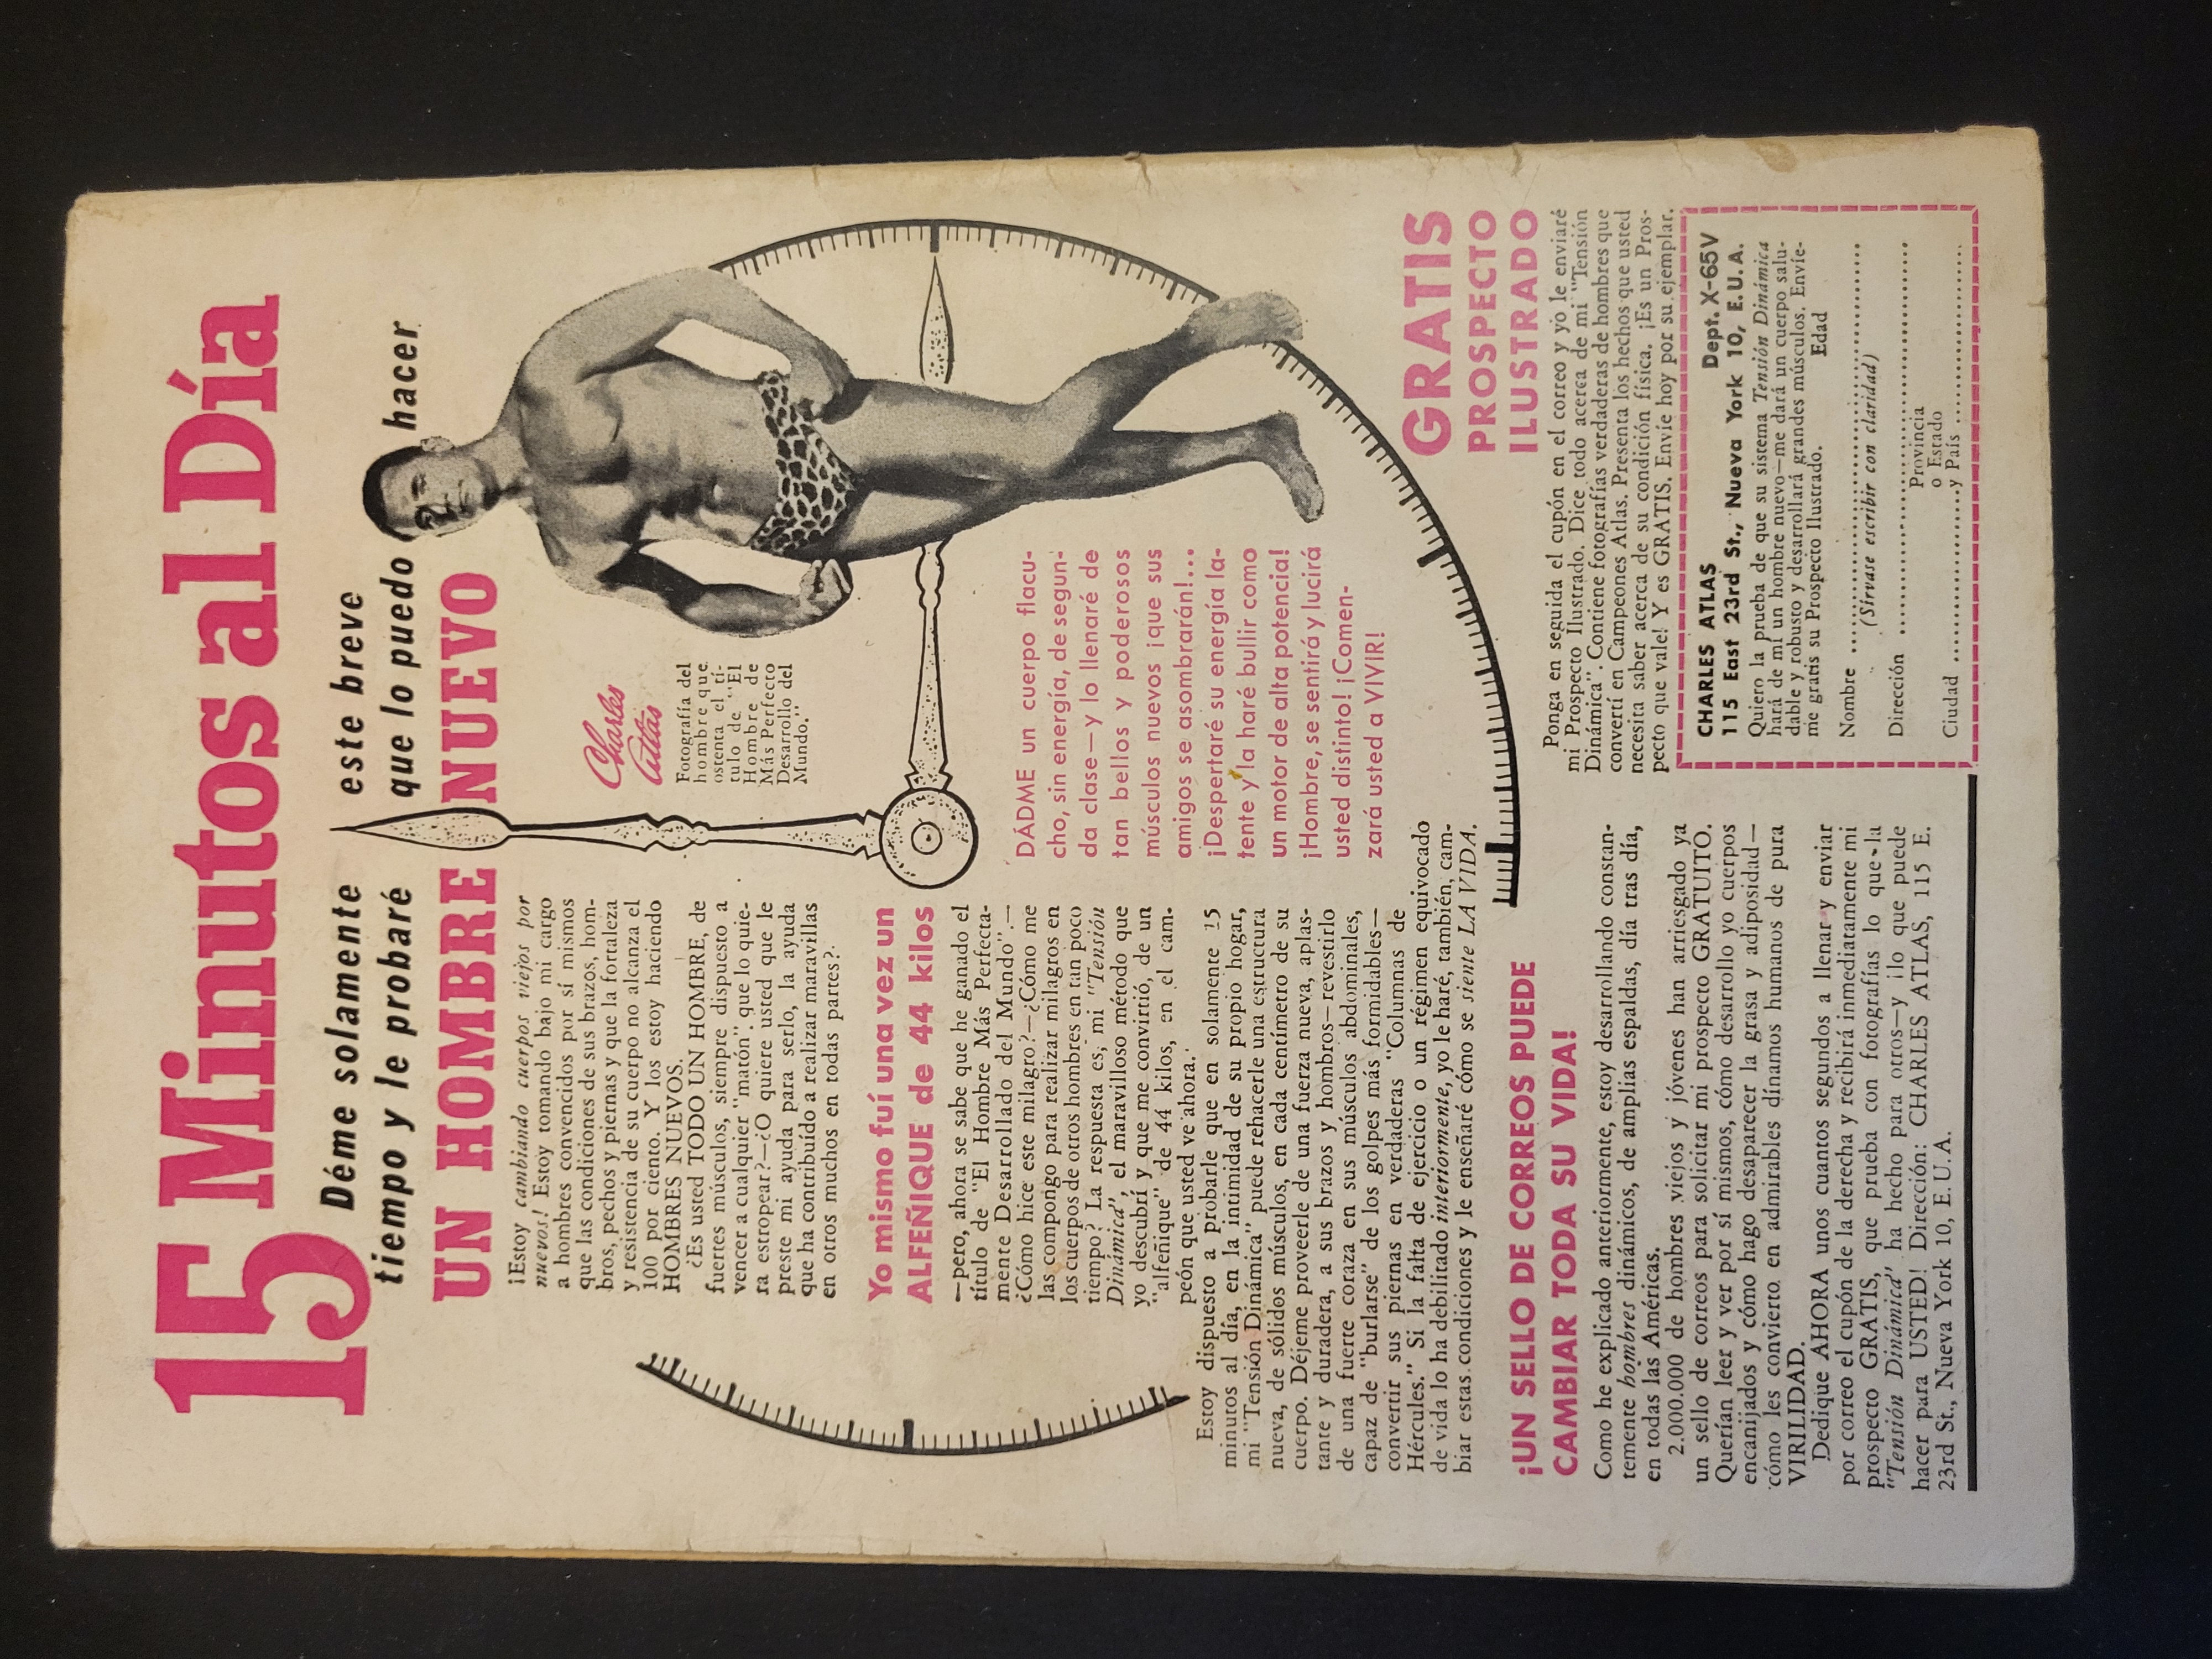 15 Minutos al Día
Déme solamente este breve
tiempo y le probaré que lo puedo hacer
UN HOMBRE NUEVO
¡Estoy cambiando cuerpos viejos por
nuevos! Estoy tomando bajo mi cargo
a hombres convencidos por sí mismos
que las condiciones de sus brazos, hom-
bros, pechos y piernas y que la fortaleza
y resistencia de su cuerpo no alcanza el
100 por ciento. Y los estoy haciendo
HOMBRES NUEVOS.
¿Es usted TODO UN HOMBRE, de
fuertes músculos, siempre dispuesto a
vencer a cualquier "matón" que lo quie-
ra estropear?—¿O quiere usted que le
preste mi ayuda para serlo, la ayuda
que ha contribuído a realizar maravillas
en otros muchos en todas partes?
Charles
Atlas
Fotografía del
hombre que
ostenta el tí-
tulo de "El
Hombre de
Más Perfecto
Desarrollo del
Mundo."
Yo mismo fuí una vez un
ALFEÑIQUE de 44 kilos
—pero, ahora se sabe que he ganado el
título de "El Hombre Más Perfecta-
mente Desarrollado del Mundo".—
¿Cómo hice este milagro?—¿Cómo me
las compongo para realizar milagros en
los cuerpos de otros hombres en tan poco
tiempo? La respuesta es, mi "Tensión
Dinámica", el maravilloso método que
yo descubrí y que me convirtió, de un
"alfeñique" de 44 kilos, en el cam-
peón que usted ve ahora.
Estoy dispuesto a probarle que en solamente 15
minutos al día, en la intimidad de su propio hogar,
mi "Tensión Dinámica" puede rehacerle una estructura
nueva, de sólidos músculos, en cada centímetro de su
cuerpo. Déjeme proveerle de una fuerza nueva, aplas-
tante y duradera, a sus brazos y hombros—revestirlo
de una fuerte coraza en sus músculos abdominales,
capaz de "burlarse" de los golpes más formidables—
convertir sus piernas en verdaderas "Columnas de
Hércules." Si la falta de ejercicio o un régimen equivocado
de vida lo ha debilitado interiormente, yo le haré, también, cam-
biar estas condiciones y le enseñaré cómo se siente LA VIDA.
DÁDME un cuerpo flacu-
cho, sin energía, de segun-
da clase—y lo llenaré de
tan bellos y poderosos
músculos nuevos ¡que sus
amigos se asombrarán!...
¡Despertaré su energía la-
tente y la haré bullir como
un motor de alta potencia!
¡Hombre, se sentirá y lucirá
usted distinto! ¡Comen-
zará usted a VIVIR!
¡UN SELLO DE CORREOS PUEDE
CAMBIAR TODA SU VIDA!
Como he explicado anteriormente, estoy desarrollando constan-
temente hombres dinámicos, de amplias espaldas, día tras día,
en todas las Américas.
2.000.000 de hombres viejos y jóvenes han arriesgado ya
un sello de correos para solicitar mi prospecto GRATUITO.
Querían leer y ver por sí mismos, cómo desarrollo yo cuerpos
encanijados y cómo hago desaparecer la grasa y adiposidad—
cómo les convierto en admirables dínamos humanos de pura
VIRILIDAD.
Dedique AHORA unos cuantos segundos a llenar y enviar
por correo el cupón de la derecha y recibirá inmediatamente mi
prospecto GRATIS, que prueba con fotografías lo que la
"Tensión Dinámica" ha hecho para otros—y ¡lo que puede
hacer para USTED! Dirección: CHARLES ATLAS, 115 E.
23rd St., Nueva York 10, E.U.A.
GRATIS
PROSPECTO
ILUSTRADO
Ponga en seguida el cupón en el correo y yo le enviaré
mi Prospecto Ilustrado. Dice todo acerca de mi "Tensión
Dinámica". Contiene fotografías verdaderas de hombres que
convertí en Campeones Atlas. Presenta los hechos que usted
necesita saber acerca de su condición física. ¡Es un Pros-
pecto que vale! Y es GRATIS. Envíe hoy por su ejemplar.
CHARLES ATLAS Dept. X-65V
115 East 23rd St., Nueva York 10, E.U.A.
Quiero la prueba de que su sistema Tensión Dinámica
hará de mí un hombre nuevo—me dará un cuerpo salu-
dable y robusto y desarrollará grandes músculos. Envíe-
me gratis su Prospecto Ilustrado.
Edad
Nombre
(Sírvase escribir con claridad)
Dirección
Provincia
o Estado
Ciudad y País